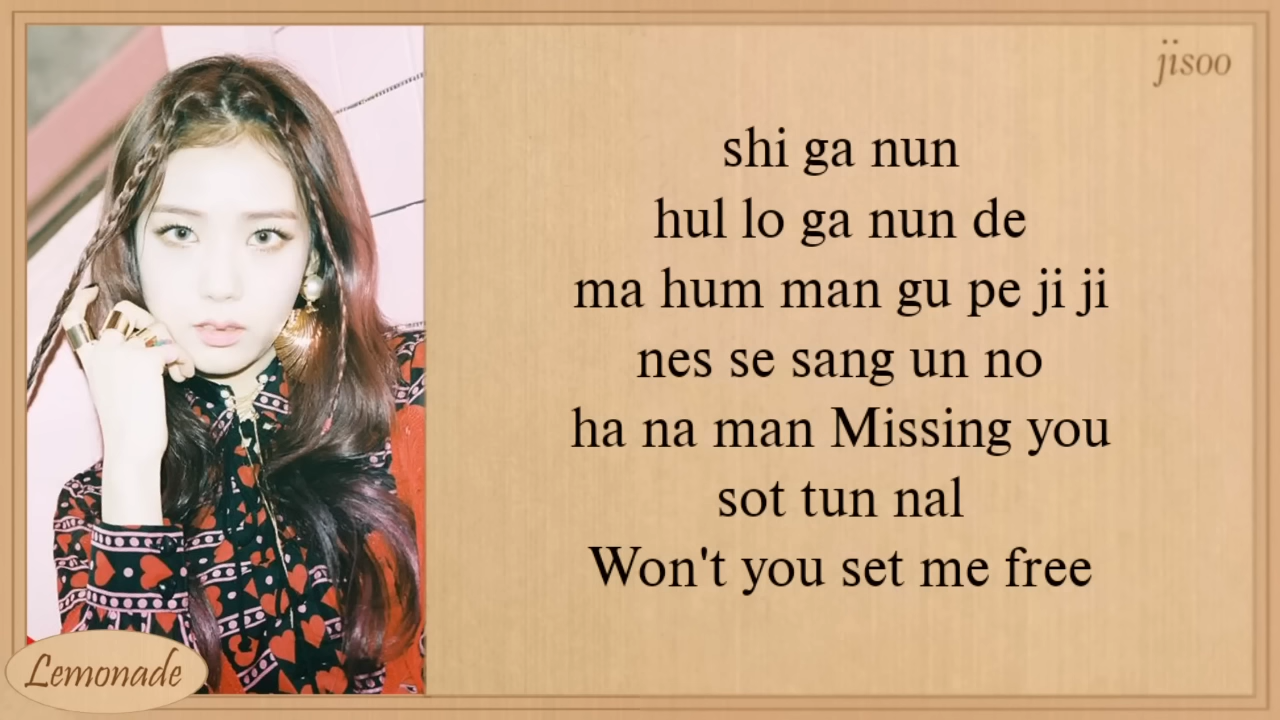 jisoo
shi ga nun
hul lo ga nun de
ma hum man gu pe ji ji
nes se sang un no
ha na man Missing you
sot tun nal
Won't you set me free
Lemonade